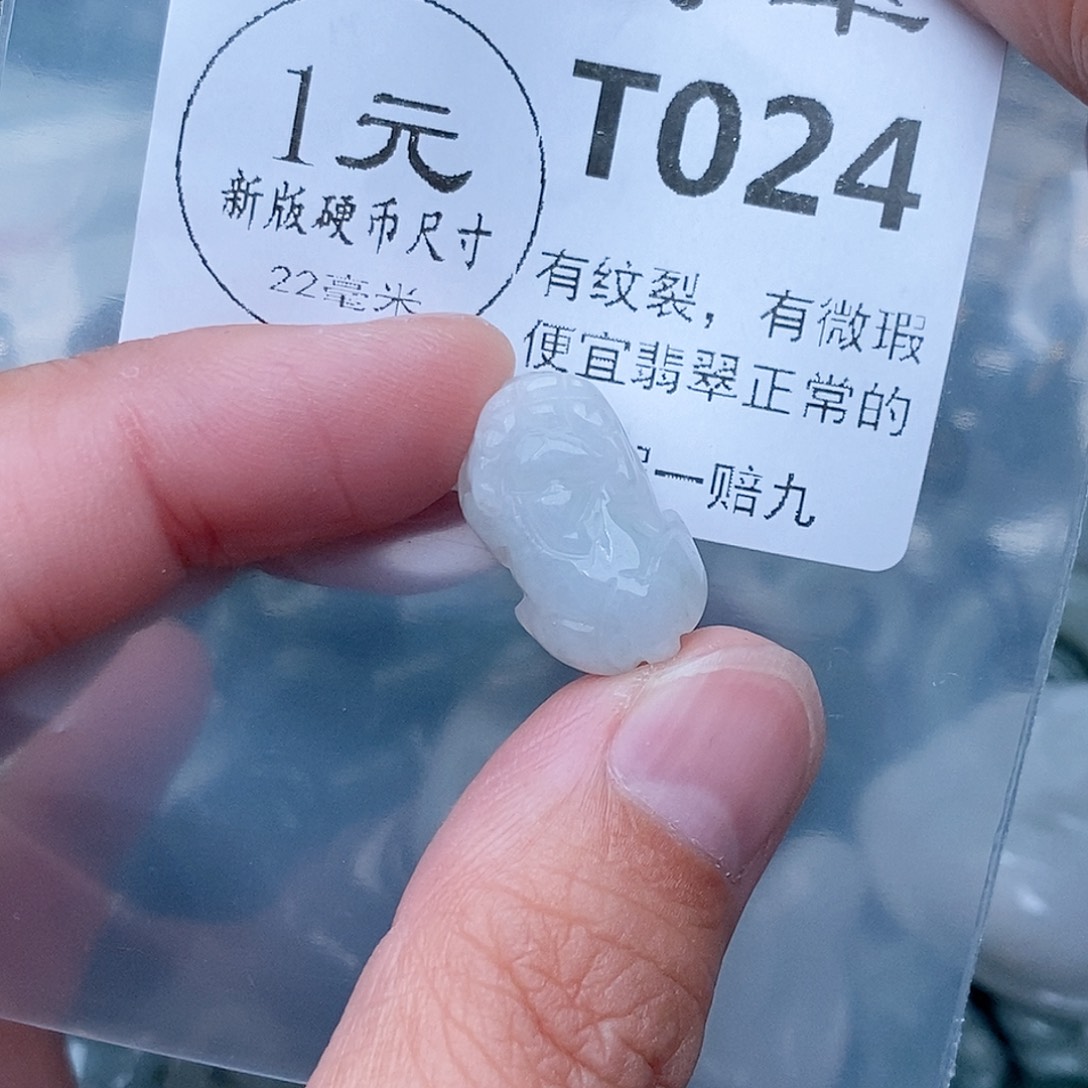 1元
新版硬币尺寸
22毫米
T024
有纹裂，有微瑕
便宜翡翠正常的
一赔九